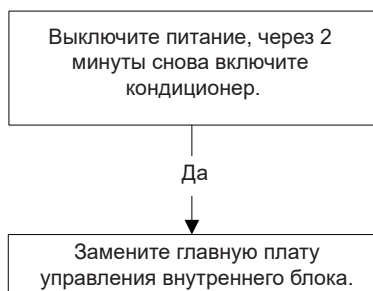 Выключите питание, через 2
минуты снова включите
кондиционер.
Да
Замените главную плату
управления внутреннего блока.